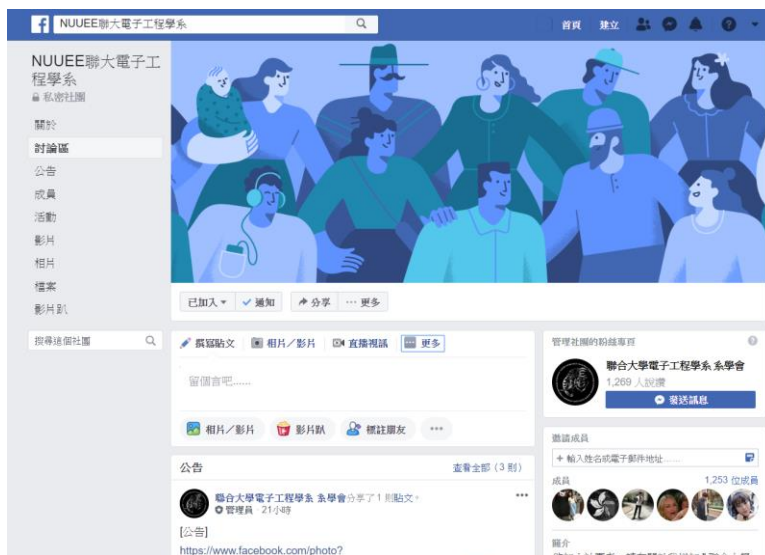 NUUEE聯大電子工程學系
首頁 建立
NUUEE聯大電子工
程學系
私密社團
關於
討論區
公告
成員
活動
影片
相片
檔案
影片趴
搜尋這個社團
已加入 通知 分享 ··· 更多
撰寫貼文 相片／影片 直播視訊 更多
留個言吧......
相片／影片 影片趴 標註朋友 ···
公告 查看全部（3 則）
聯合大學電子工程學系 系學會分享了 1 則貼文。
管理員 · 21小時
[公告]
https://www.facebook.com/photo?
管理社團的粉絲專頁
聯合大學電子工程學系 系學會
1,269 人說讚
發送訊息
邀請成員
+ 輸入姓名或電子郵件地址......
成員 1,253 位成員
簡介